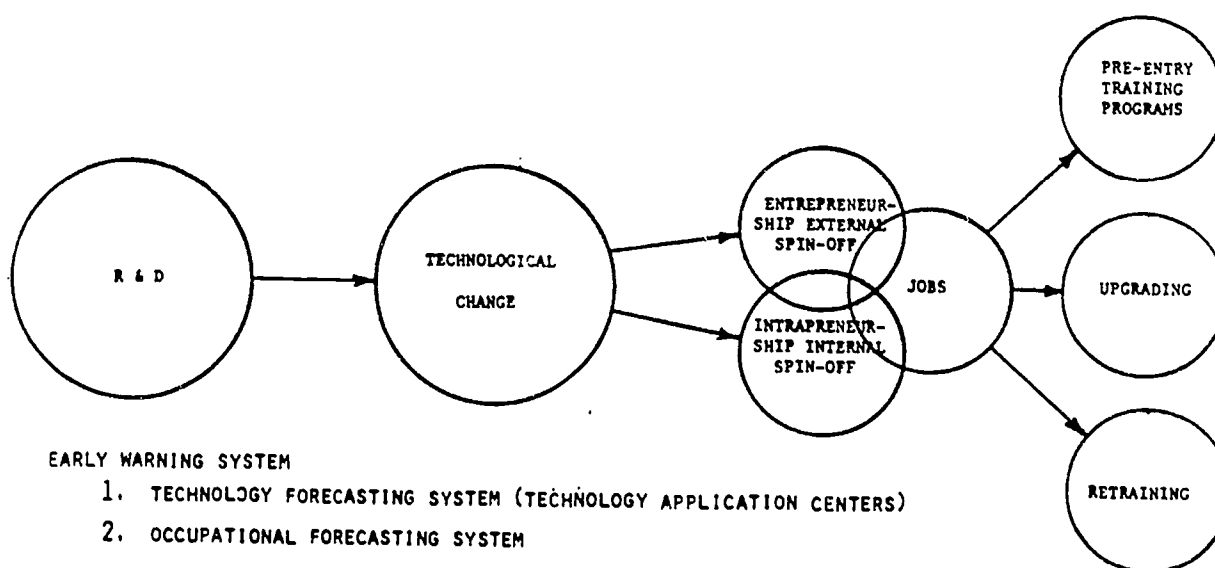 PRE-ENTRY
TRAINING
PROGRAMS
ENTREPRENEUR-
SHIP EXTERNAL
SPIN-OFF
R & D
TECHNOLOGICAL
CHANGE
JOBS
UPGRADING
INTRAPRENEUR-
SHIP INTERNAL
SPIN-OFF
RETRAINING
EARLY WARNING SYSTEM
1. TECHNOLOGY FORECASTING SYSTEM (TECHNOLOGY APPLICATION CENTERS)
2. OCCUPATIONAL FORECASTING SYSTEM